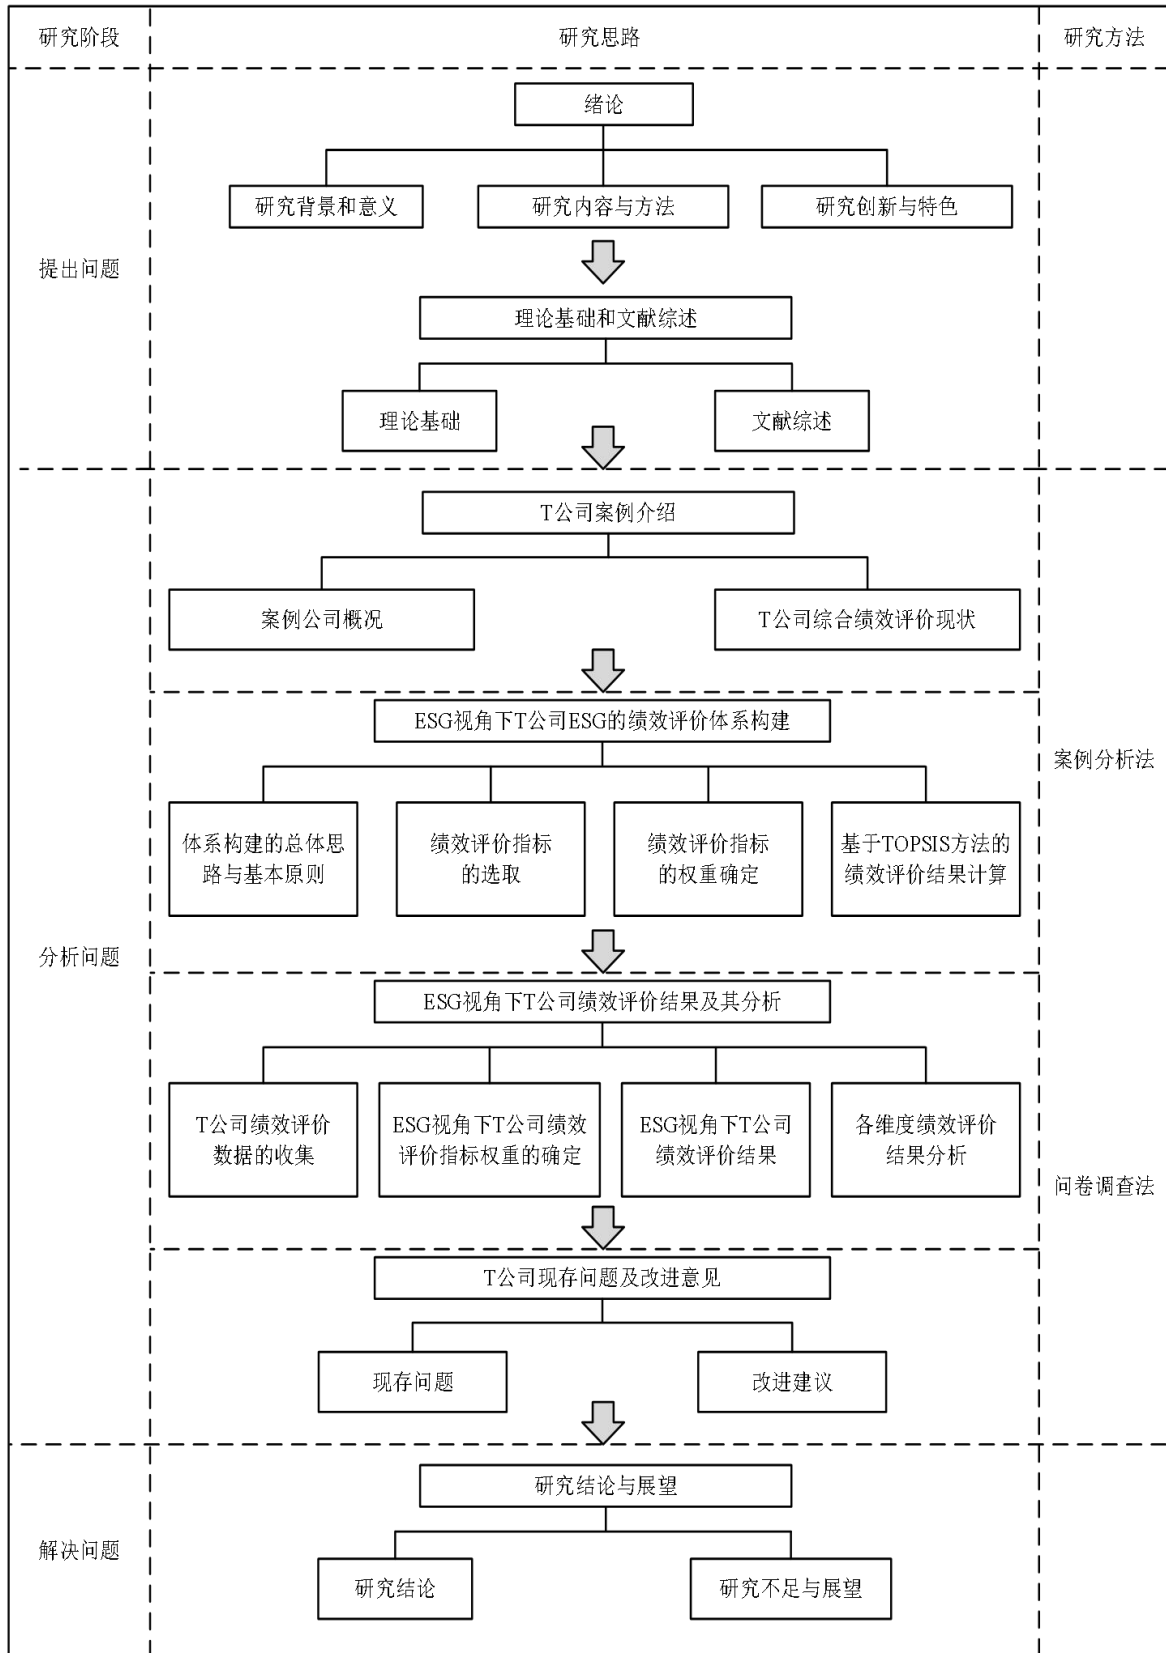 研究阶段
研究思路
研究方法
绪论
研究背景和意义
研究内容与方法
研究创新与特色
提出问题
理论基础和文献综述
理论基础
文献综述
T公司案例介绍
案例公司概况
T公司综合绩效评价现状
ESG视角下T公司ESG的绩效评价体系构建
案例分析法
体系构建的总体思
路与基本原则
绩效评价指标
的选取
绩效评价指标
的权重确定
基于TOPSIS方法的
绩效评价结果计算
分析问题
ESG视角下T公司绩效评价结果及其分析
T公司绩效评价
数据的收集
ESG视角下T公司绩效
评价指标权重的确定
ESG视角下T公司
绩效评价结果
各维度绩效评价
结果分析
问卷调查法
T公司现存问题及改进意见
现存问题
改进建议
研究结论与展望
解决问题
研究结论
研究不足与展望